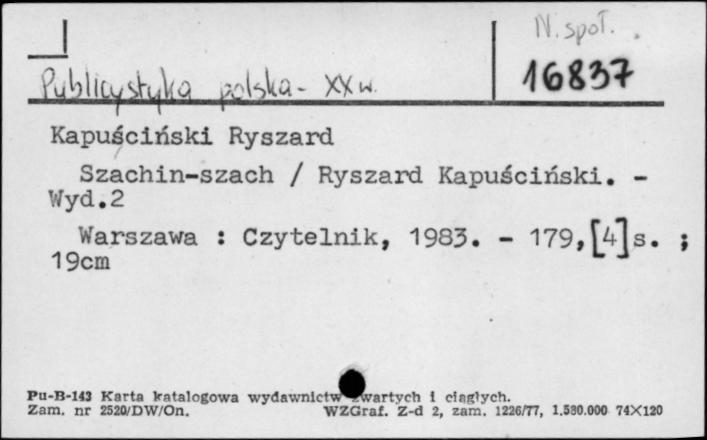 N. społ.
16837
Publicystyka polska - XX w.
Kapuściński Ryszard
Szachin-szach / Ryszard Kapuściński. -
Wyd.2
Warszawa : Czytelnik, 1983. - 179,[4]s. ;
19cm
Pu-B-143 Karta katalogowa wydawnictw zwartych i ciągłych.
Zam. nr 2520/DW/On. WZGraf. Z-d 2, zam. 1226/77, 1.580.000 74X120